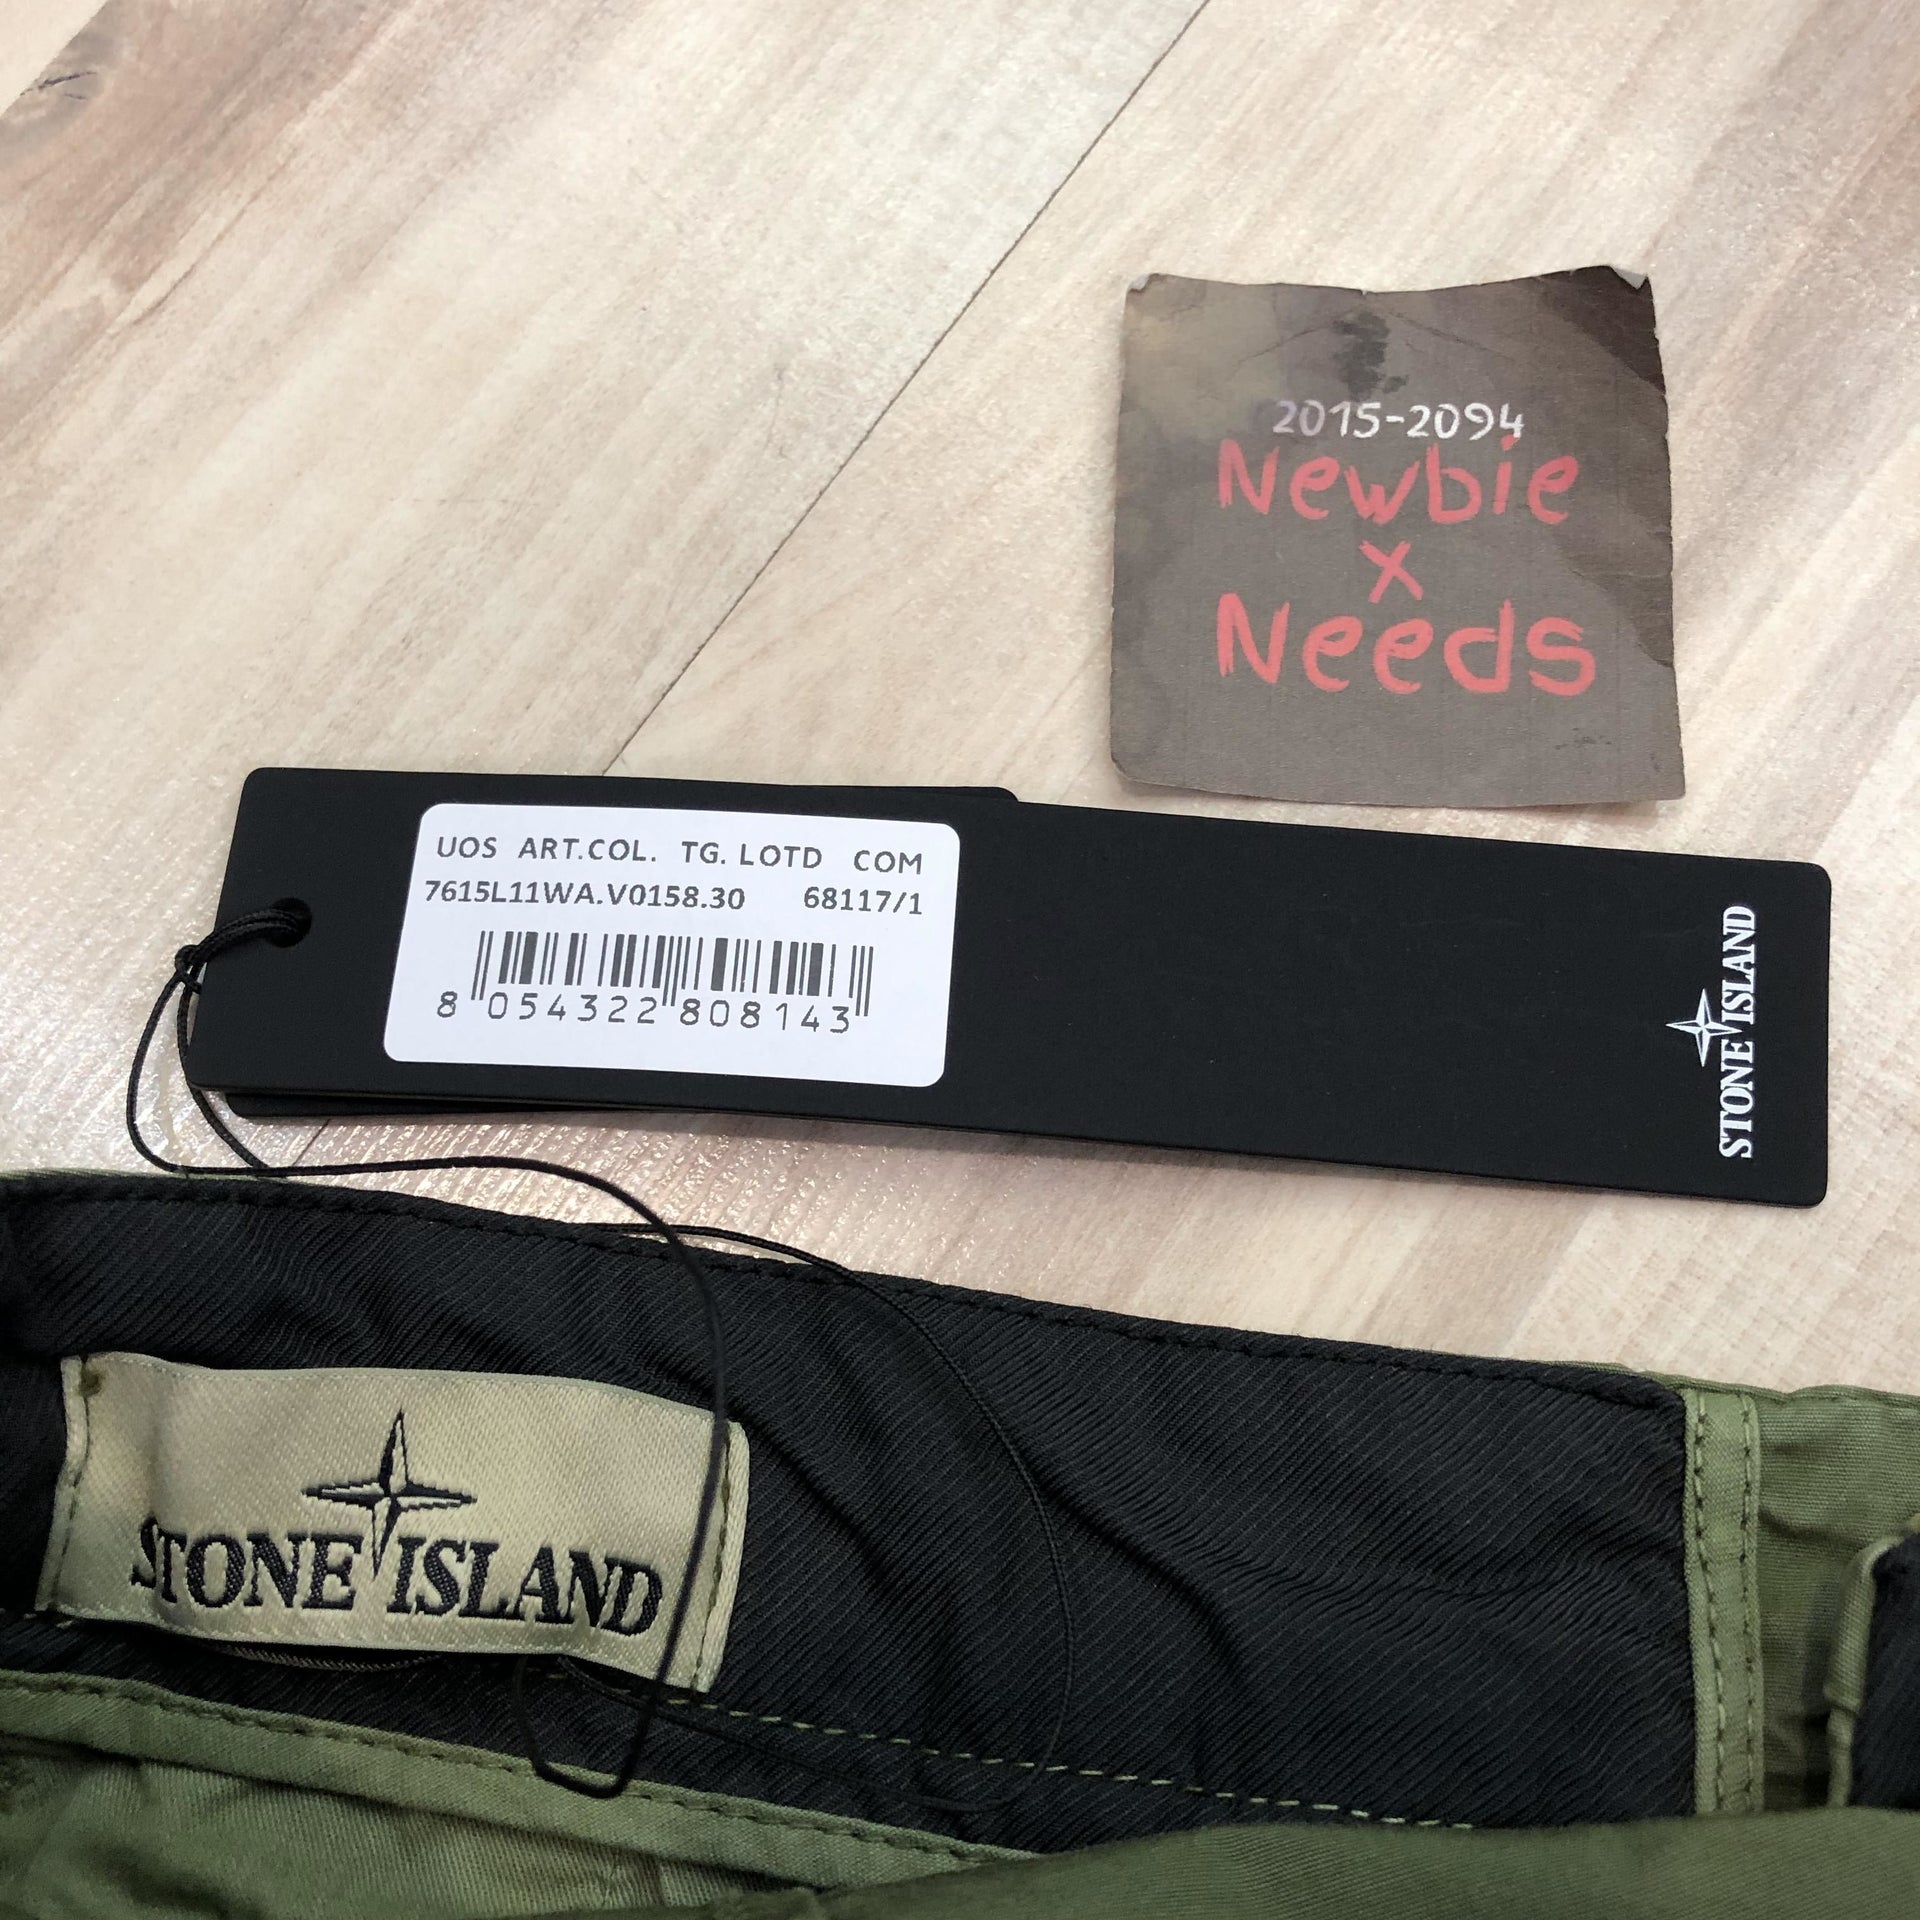 2015-2094
Newbie
x
Needs
UOS ART.COL. TG. LOTD COM
7615L11WA.V0158.30 68117/1
8 054322 808143
STONE ISLAND
STONE ISLAND